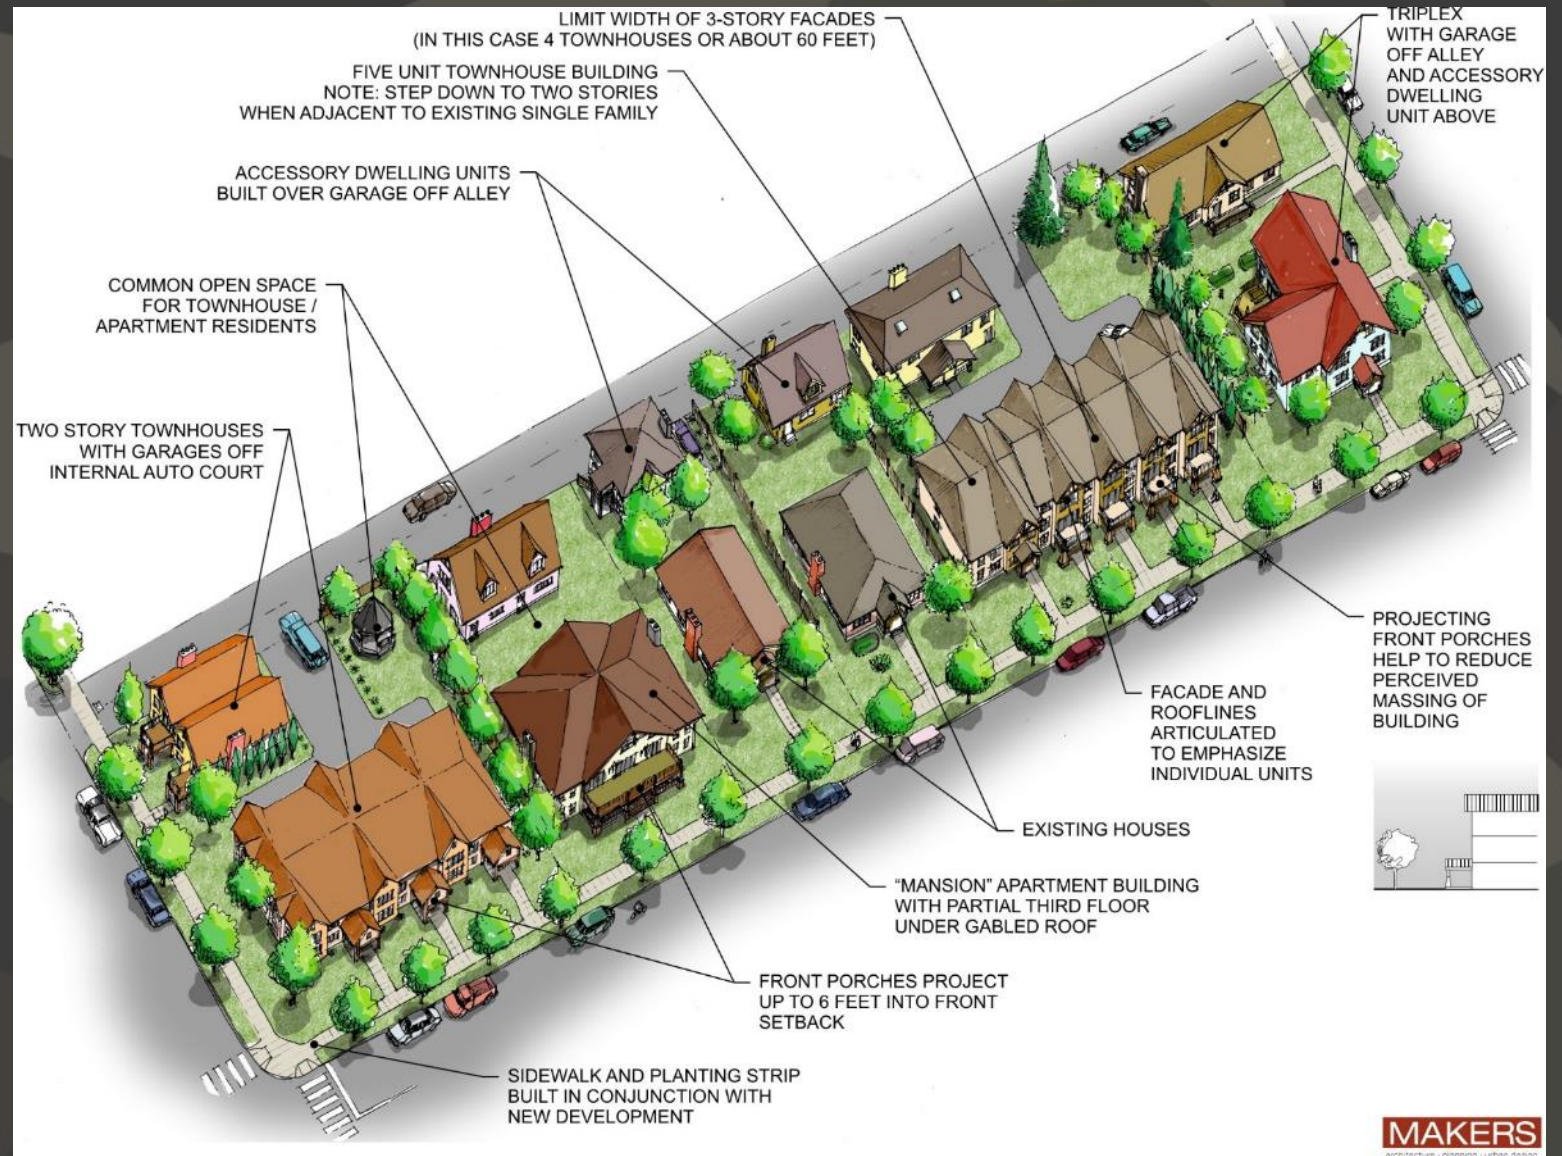 LIMIT WIDTH OF 3-STORY FACADES
(IN THIS CASE 4 TOWNHOUSES OR ABOUT 60 FEET)
TRIPLEX
WITH GARAGE
OFF ALLEY
AND ACCESSORY
DWELLING
UNIT ABOVE
FIVE UNIT TOWNHOUSE BUILDING
NOTE: STEP DOWN TO TWO STORIES
WHEN ADJACENT TO EXISTING SINGLE FAMILY
ACCESSORY DWELLING UNITS
BUILT OVER GARAGE OFF ALLEY
COMMON OPEN SPACE
FOR TOWNHOUSE /
APARTMENT RESIDENTS
TWO STORY TOWNHOUSES
WITH GARAGES OFF
INTERNAL AUTO COURT
PROJECTING
FRONT PORCHES
HELP TO REDUCE
PERCEIVED
MASSING OF
BUILDING
FACADE AND
ROOFLINES
ARTICULATED
TO EMPHASIZE
INDIVIDUAL UNITS
EXISTING HOUSES
“MANSION” APARTMENT BUILDING
WITH PARTIAL THIRD FLOOR
UNDER GABLED ROOF
FRONT PORCHES PROJECT
UP TO 6 FEET INTO FRONT
SETBACK
SIDEWALK AND PLANTING STRIP
BUILT IN CONJUNCTION WITH
NEW DEVELOPMENT
MAKERS
architecture · planning · urban design